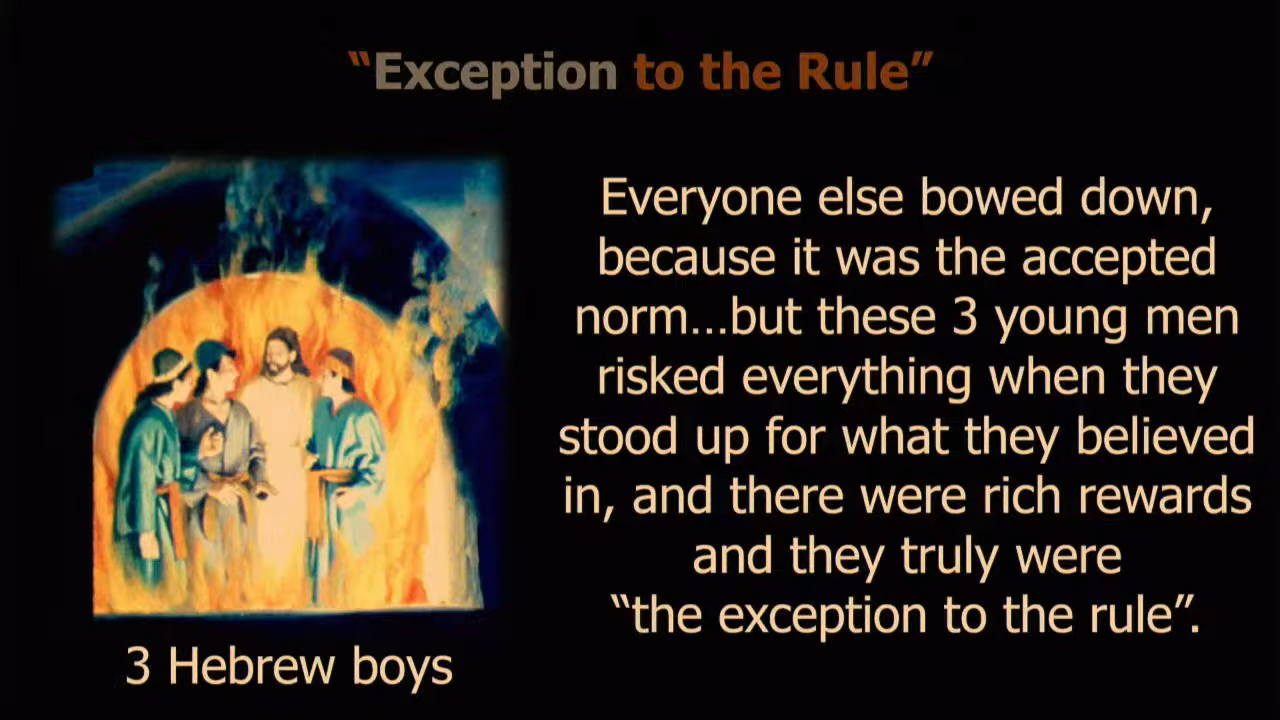 “Exception to the Rule”
Everyone else bowed down,
because it was the accepted
norm...but these 3 young men
risked everything when they
stood up for what they believed
in, and there were rich rewards
and they truly were
“the exception to the rule”.
3 Hebrew boys